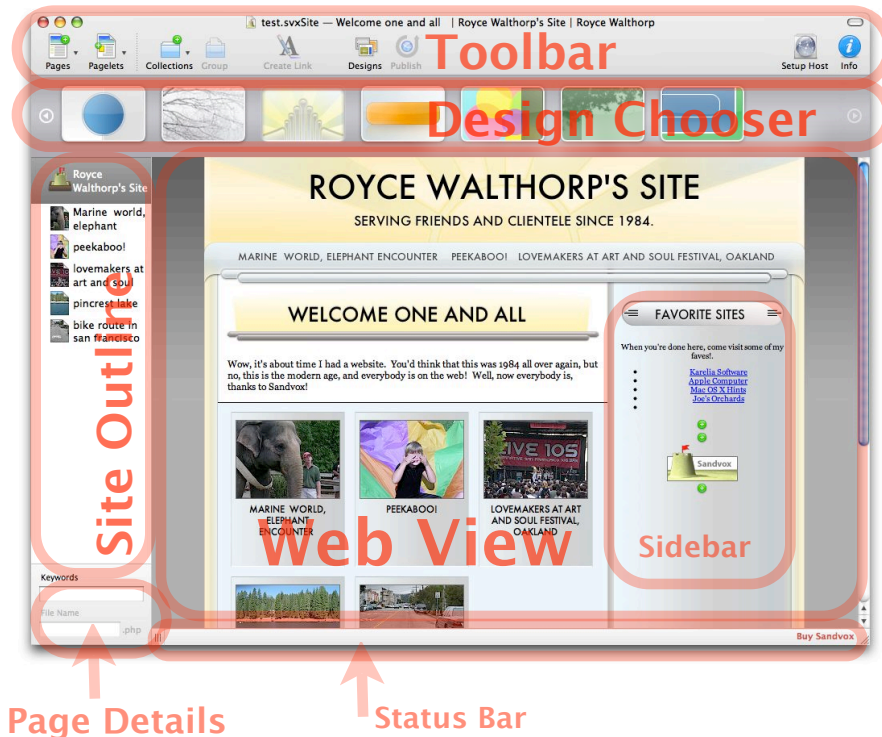 test.svxSite — Welcome one and all | Royce Walthorp's Site | Royce Walthorp
Pages
Pagelets
Collections
Group
Create Link
Designs
Publish
Toolbar
Setup Host
Info
Design Chooser
Royce
Walthorp's Site
Marine world,
elephant
peekaboo!
lovemakers at
art and soul
pincrest lake
bike route in
san francisco
Site Outline
ROYCE WALTHORP'S SITE
SERVING FRIENDS AND CLIENTELE SINCE 1984.
MARINE WORLD, ELEPHANT ENCOUNTER PEEKABOO! LOVEMAKERS AT ART AND SOUL FESTIVAL, OAKLAND
WELCOME ONE AND ALL
Wow, it's about time I had a website. You'd think that this was 1984 all over again, but
no, this is the modern age, and everybody is on the web! Well, now everybody is,
thanks to Sandvox!
LIVE 105
MARINE WORLD,
ELEPHANT
ENCOUNTER
PEEKABOO!
LOVEMAKERS AT ART
AND SOUL FESTIVAL,
OAKLAND
Web View
FAVORITE SITES
When you're done here, come visit some of my
faves!.
Karelia Software
Apple Computer
Mac OS X Hints
Joe's Orchards
Sandvox
Sidebar
Keywords
File Name
.php
Buy Sandvox
Page Details
Status Bar